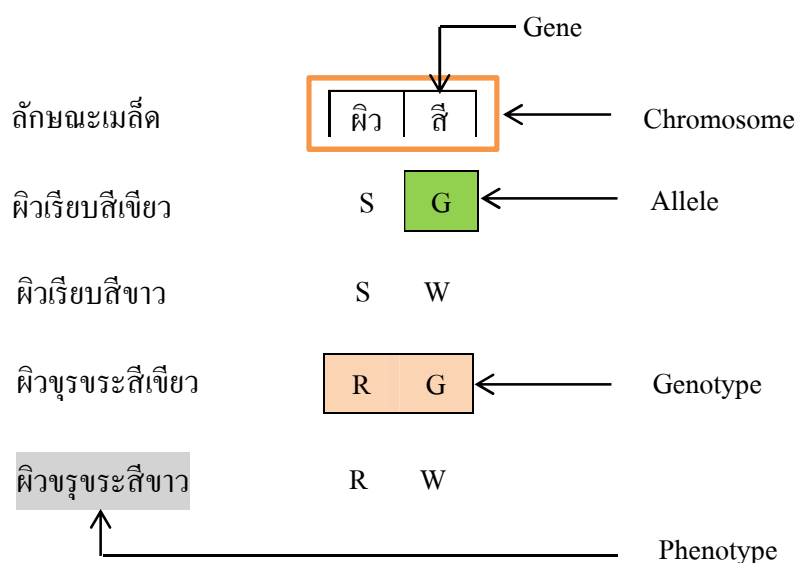 Gene
ลักษณะเมล็ด ผิว สี Chromosome
ผิวเรียบสีเขียว S G Allele
ผิวเรียบสีขาว S W
ผิวขุรขระสีเขียว R G Genotype
ผิวขรุขระสีขาว R W
Phenotype